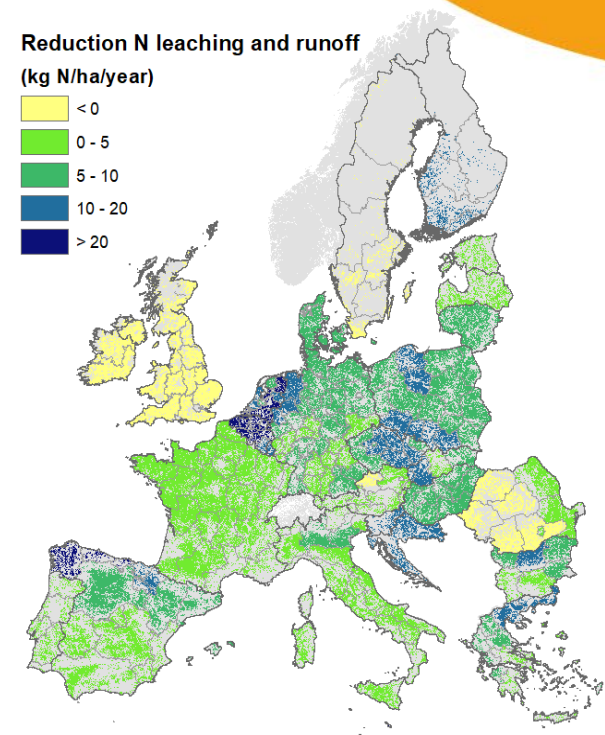 Reduction N leaching and runoff
(kg N/ha/year)
< 0
0 - 5
5 - 10
10 - 20
> 20